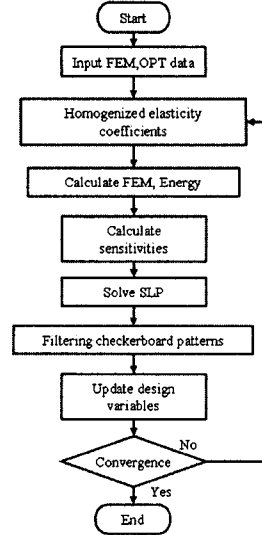 Start
Input FEM,OPT data
Homogenized elasticity
coefficients
Calculate FEM, Energy
Calculate
sensitivities
Solve SLP
Filtering checkerboard patterns
Update design
variables
No
Convergence
Yes
End